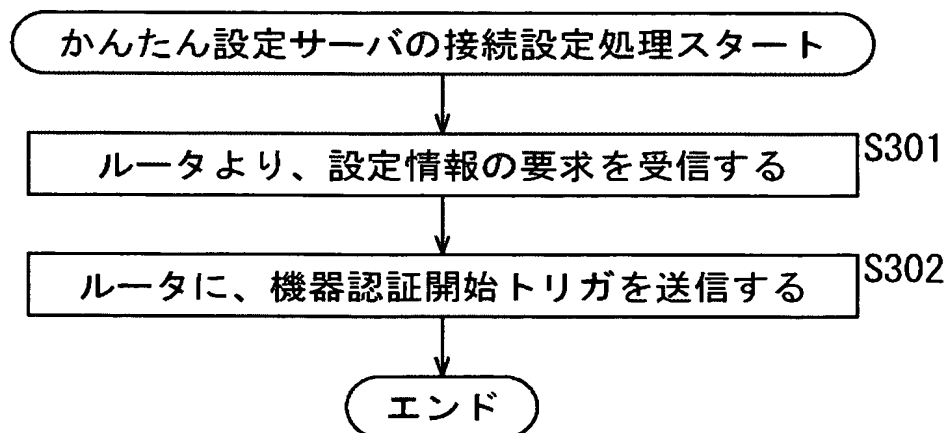 かんたん設定サーバの接続設定処理スタート
ルータより、設定情報の要求を受信する
S301
ルータに、機器認証開始トリガを送信する
S302
エンド